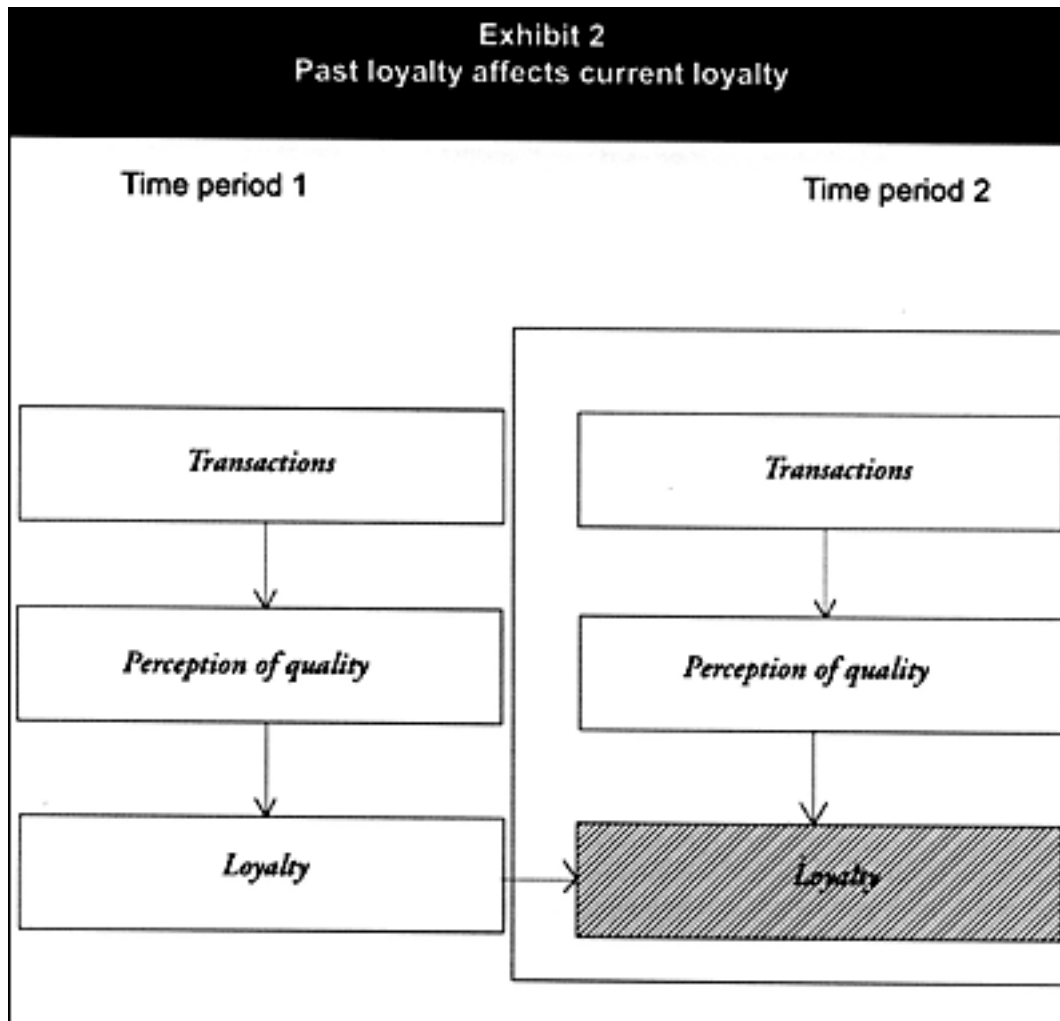 Exhibit 2
Past loyalty affects current loyalty
Time period 1
Time period 2
Transactions
Transactions
Perception of quality
Perception of quality
Loyalty
Loyalty